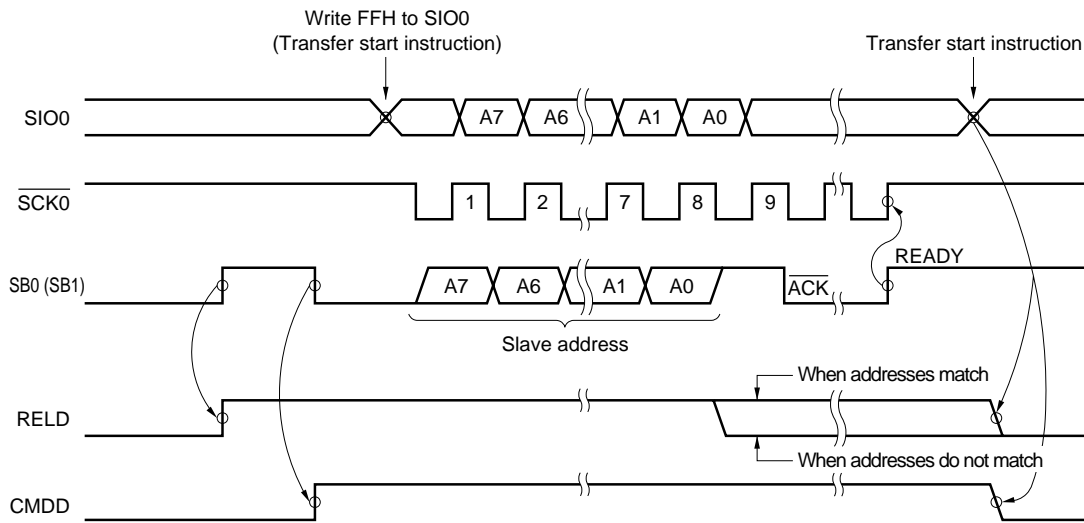 Write FFH to SIO0
(Transfer start instruction)
Transfer start instruction
SIO0
A7
A6
A1
A0
SCK0
1
2
7
8
9
READY
SB0 (SB1)
A7
A6
A1
A0
ACK
Slave address
When addresses match
RELD
When addresses do not match
CMDD